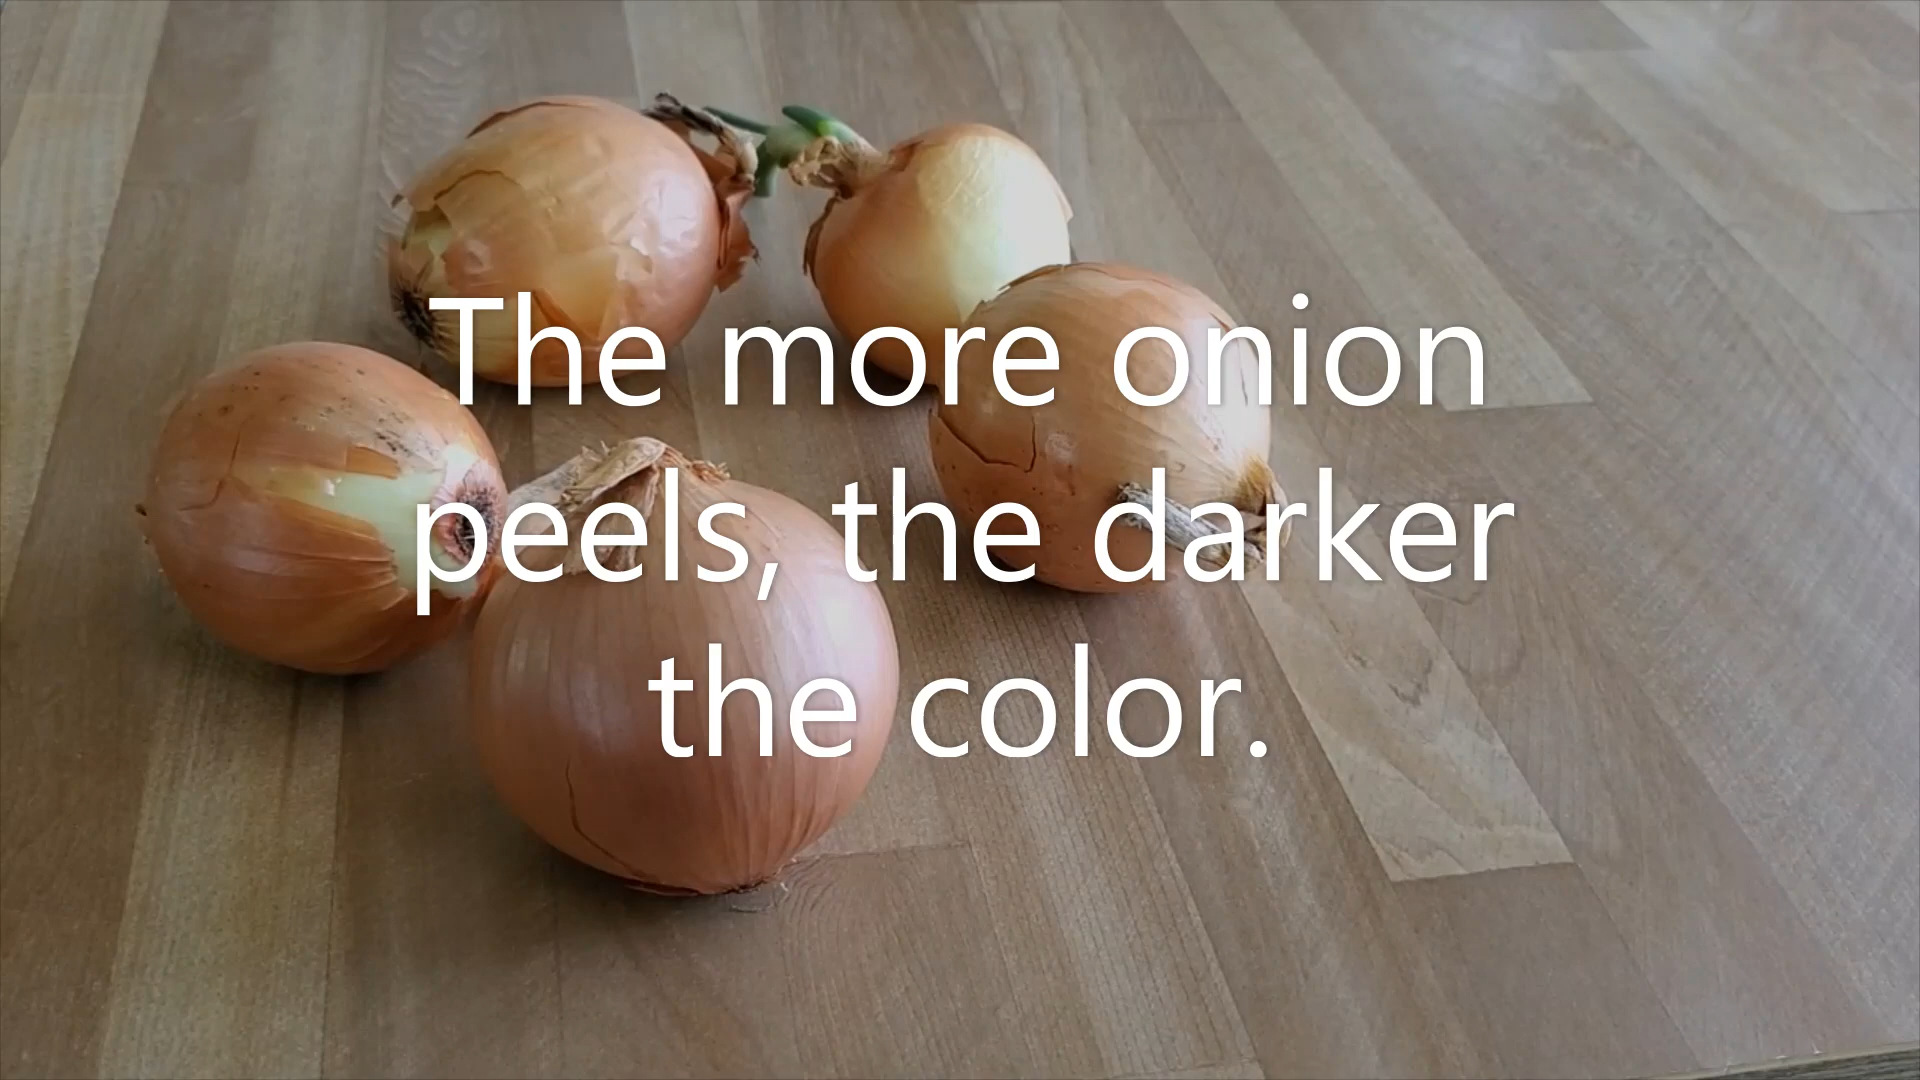 The more onion
peels, the darker
the color.